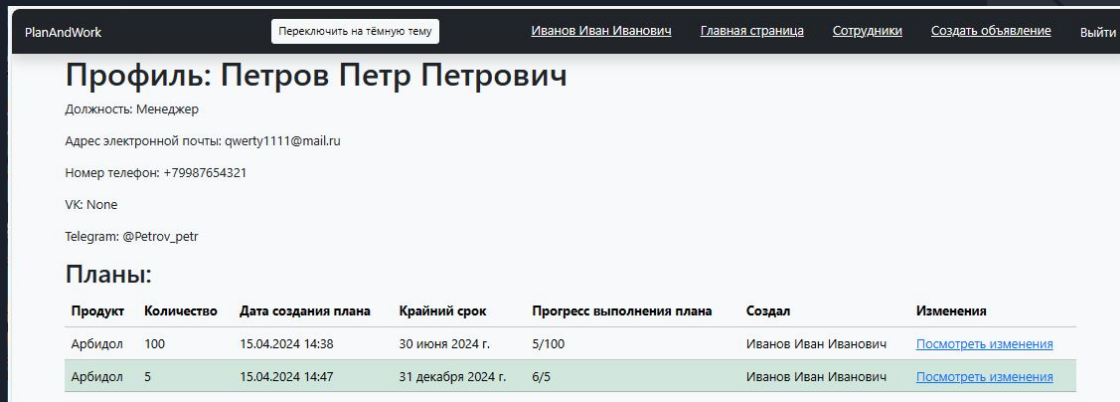 PlanAndWork Переключить на тёмную тему Иванов Иван Иванович Главная страница Сотрудники Создать объявление Выйти
Профиль: Петров Петр Петрович
Должность: Менеджер
Адрес электронной почты: qwerty1111@mail.ru
Номер телефон: +79987654321
VK: None
Telegram: @Petrov_petr
Планы:
Продукт Количество Дата создания плана Крайний срок Прогресс выполнения плана Создал Изменения
Арбидол 100 15.04.2024 14:38 30 июня 2024 г. 5/100 Иванов Иван Иванович Посмотреть изменения
Арбидол 5 15.04.2024 14:47 31 декабря 2024 г. 6/5 Иванов Иван Иванович Посмотреть изменения